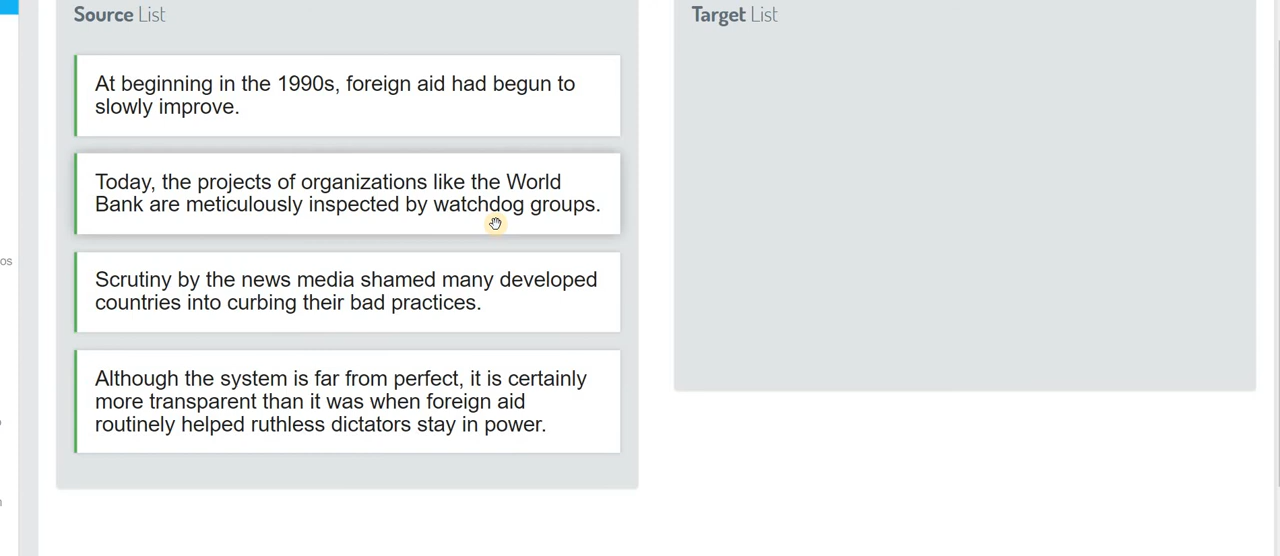 Source List
Target List
At beginning in the 1990s, foreign aid had begun to
slowly improve.
Today, the projects of organizations like the World
Bank are meticulously inspected by watchdog groups.
Scrutiny by the news media shamed many developed
countries into curbing their bad practices.
Although the system is far from perfect, it is certainly
more transparent than it was when foreign aid
routinely helped ruthless dictators stay in power.
os